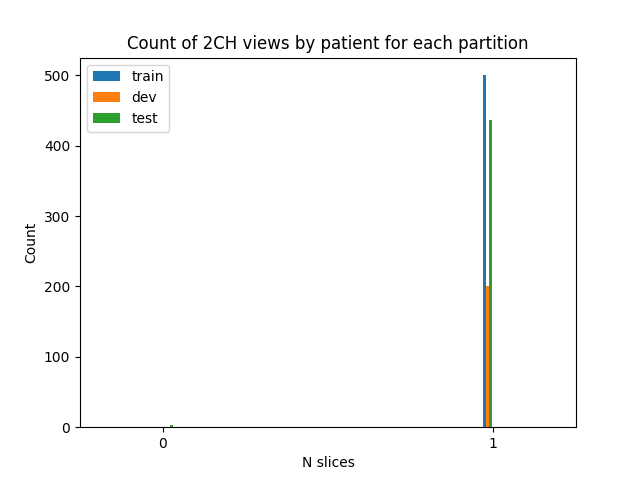 Count of 2CH views by patient for each partition
train
dev
test
500
400
300
200
100
0
Count
0 1
N slices